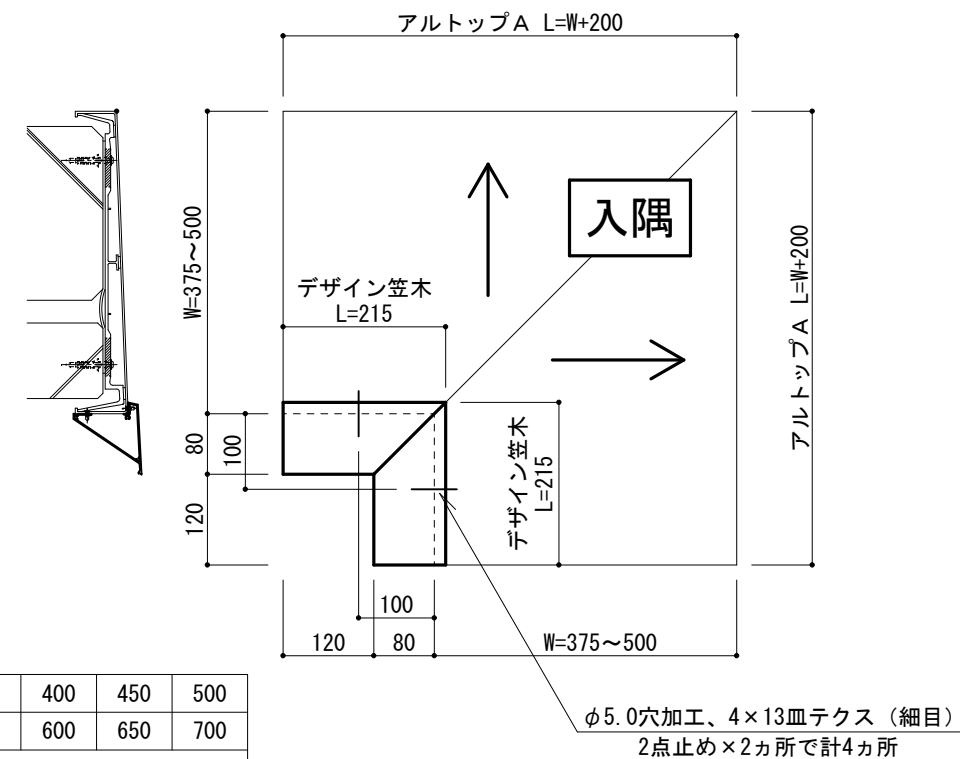 アルトップA L=W+200
W=375～500
入隅
デザイン笠木
L=215
アルトップA L=W+200
80
100
120
デザイン笠木
L=215
100
120
80
W=375～500
400 450 500
600 650 700
φ5.0穴加工、4×13皿テクス（細目）
2点止め×2ヵ所で計4ヵ所